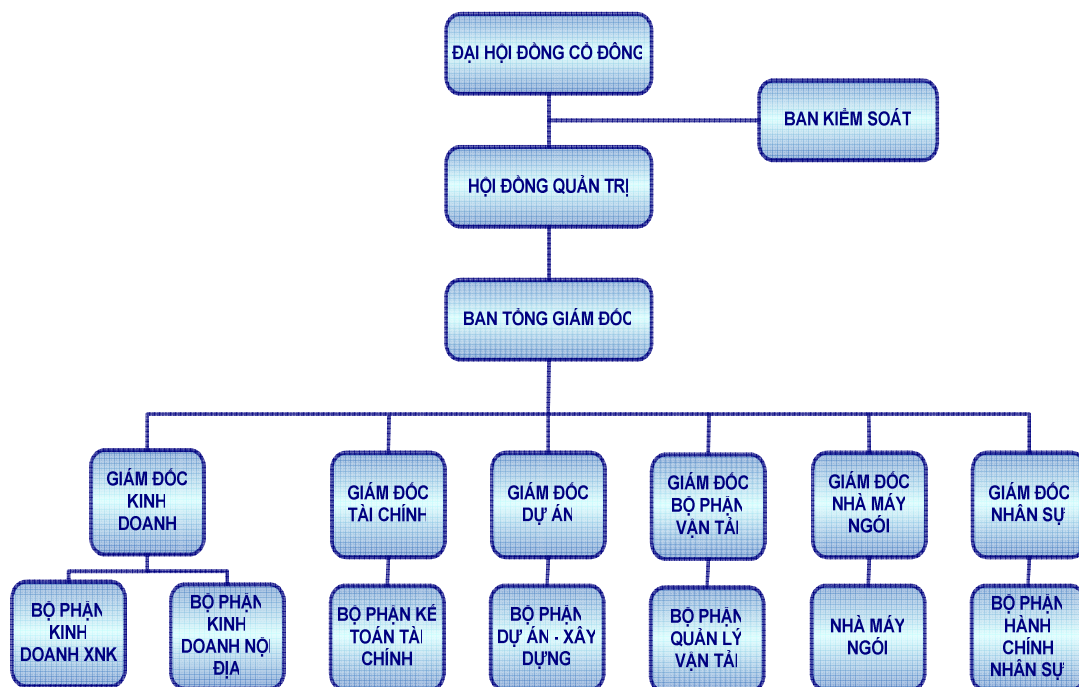 ĐẠI HỘI ĐỒNG CỔ ĐÔNG
BAN KIỂM SOÁT
HỘI ĐỒNG QUẢN TRỊ
BAN TỔNG GIÁM ĐỐC
GIÁM ĐỐC
KINH
DOANH
GIÁM ĐỐC
TÀI CHÍNH
GIÁM ĐỐC
DỰ ÁN
GIÁM ĐỐC
BỘ PHẬN
VẬN TẢI
GIÁM ĐỐC
NHÀ MÁY
NGÓI
GIÁM ĐỐC
NHÂN SỰ
BỘ PHẬN
KINH
DOANH XNK
BỘ PHẬN
KINH
DOANH NỘI
ĐỊA
BỘ PHẬN KẾ
TOÁN TÀI
CHÍNH
BỘ PHẬN
DỰ ÁN - XÂY
DỰNG
BỘ PHẬN
QUẢN LÝ
VẬN TẢI
NHÀ MÁY
NGÓI
BỘ PHẬN
HÀNH
CHÍNH
NHÂN SỰ